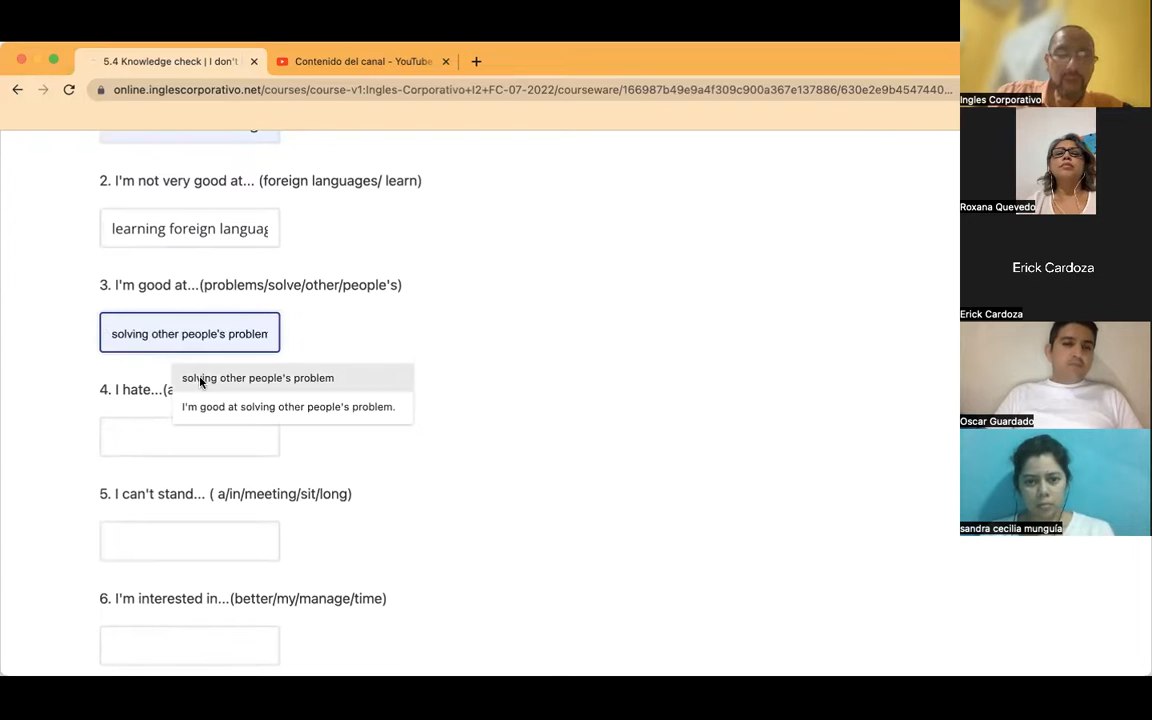 5.4 Knowledge check | I don't
Contenido del canal - YouTube
online.inglescorporativo.net/courses/course-v1:Ingles-Corporativo+I2+FC-07-2022/courseware/166987b49e9a4f309c900a367e137886/630e2e9b4547440...
2. I'm not very good at... (foreign languages/ learn)
learning foreign languag
3. I'm good at...(problems/solve/other/people's)
solving other people's problem
solving other people's problem
4. I hate...(a
I'm good at solving other people's problem.
5. I can't stand... ( a/in/meeting/sit/long)
6. I'm interested in...(better/my/manage/time)
Ingles Corporativo
Roxana Quevedo
Erick Cardoza
Erick Cardoza
Oscar Guardado
sandra cecilia munguía